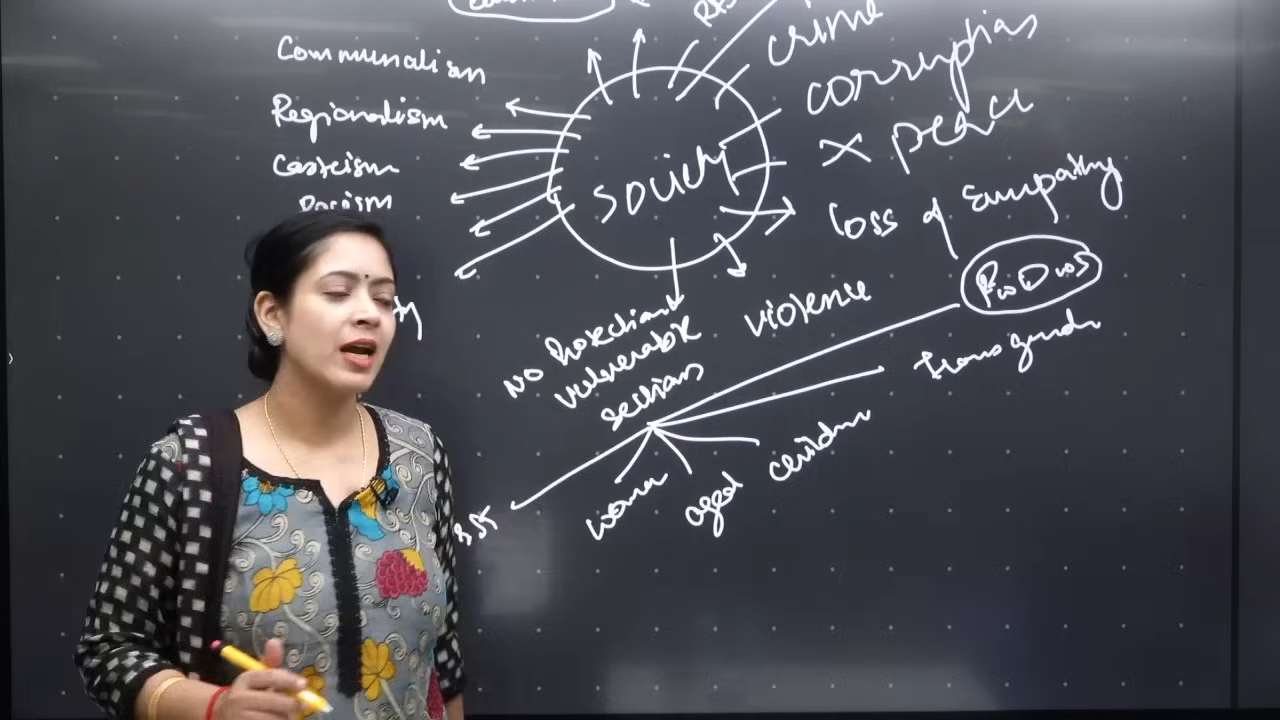 Communalism
Regionalism
Casteism
Racism
Society
crime
corruption
x peace
loss of Empathy
violence
No Protection
vulnerable
sections
PwDws
transgender
children
aged
women